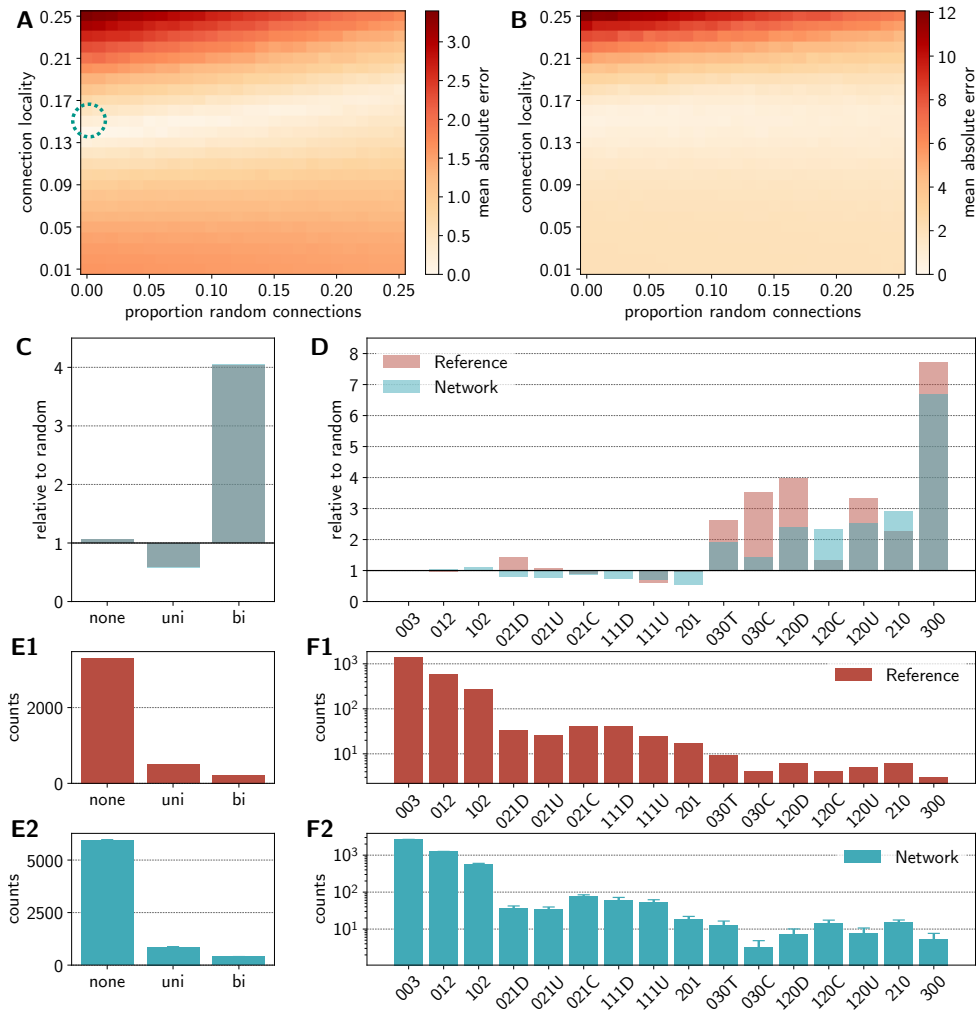 A
0.25
0.21
0.17
0.13
0.09
0.05
0.01
connection locality
0.00 0.05 0.10 0.15 0.20 0.25
proportion random connections
3.0
2.5
2.0
1.5
1.0
0.5
0.0
mean absolute error
B
0.25
0.21
0.17
0.13
0.09
0.05
0.01
connection locality
0.00 0.05 0.10 0.15 0.20 0.25
proportion random connections
12
10
8
6
4
2
0
mean absolute error
C
4
3
2
1
0
relative to random
none uni bi
D
8
7
6
5
4
3
2
1
0
relative to random
Reference
Network
003 012 102 021D 021U 021C 111D 111U 201 030T 030C 120D 120C 120U 210 300
E1
2000
0
counts
none uni bi
F1
10³
10²
10¹
counts
Reference
003 012 102 021D 021U 021C 111D 111U 201 030T 030C 120D 120C 120U 210 300
E2
5000
2500
0
counts
none uni bi
F2
10³
10²
10¹
counts
Network
003 012 102 021D 021U 021C 111D 111U 201 030T 030C 120D 120C 120U 210 300